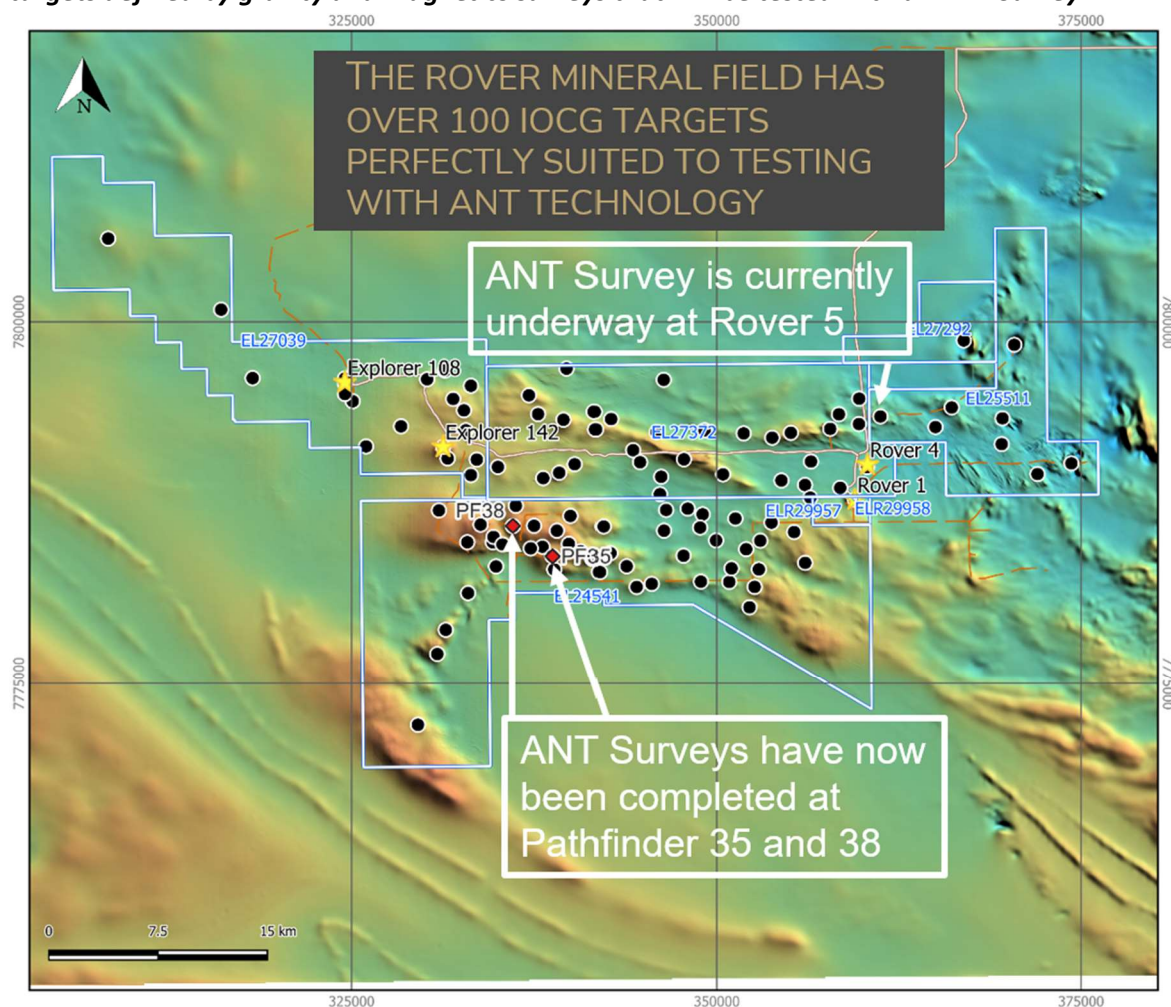 325000
350000
375000
N
THE ROVER MINERAL FIELD HAS
OVER 100 IOCG TARGETS
PERFECTLY SUITED TO TESTING
WITH ANT TECHNOLOGY
ANT Survey is currently
underway at Rover 5
7800000
EL27292
EL27039
Explorer 108
EL25511
Explorer 142
EL27372
Rover 4
Rover 1
PF38
EL29957
ELR29958
PF35
EL24541
7775000
7775000
ANT Surveys have now
been completed at
Pathfinder 35 and 38
0
7.5
15 km
325000
350000
375000